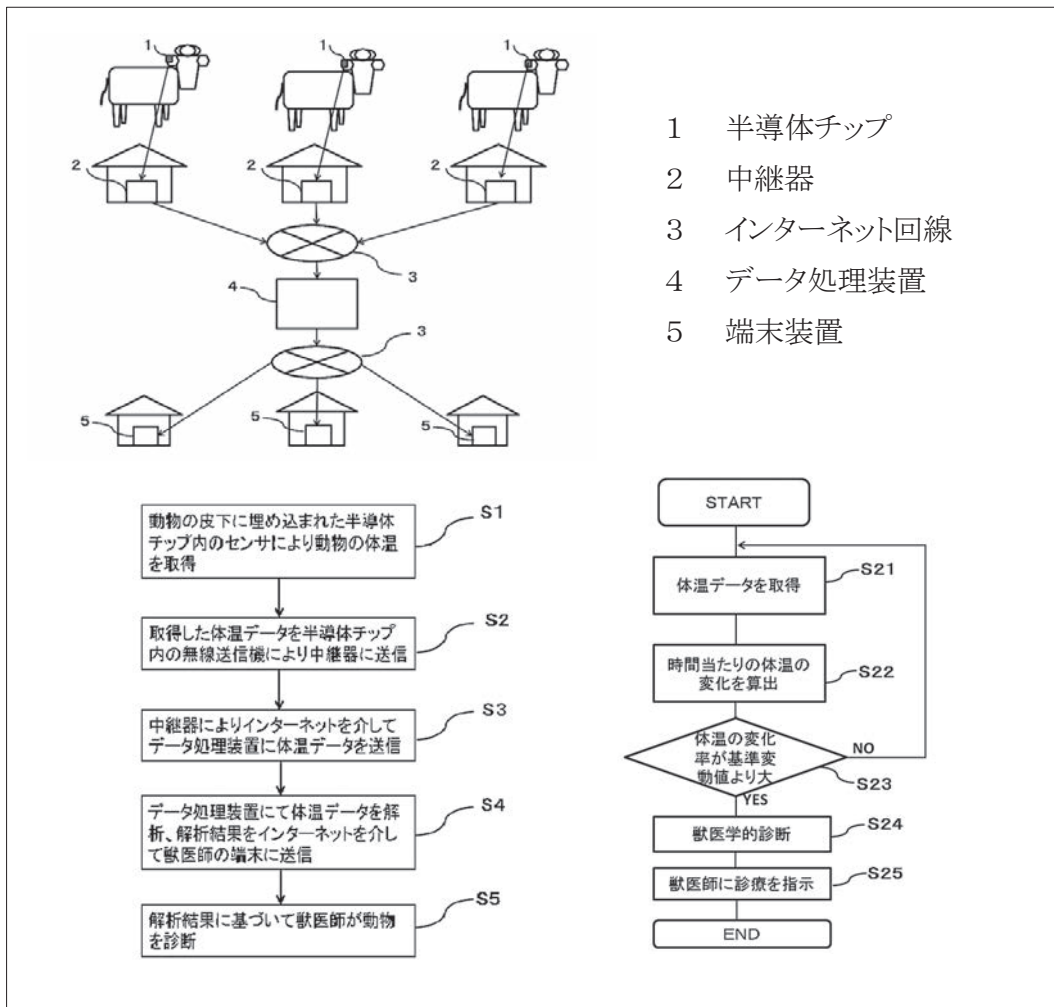 1
1
1
2
2
2
3
4
3
5
5
5
1 半導体チップ
2 中継器
3 インターネット回線
4 データ処理装置
5 端末装置
S1
動物の皮下に埋め込まれた半導体
チップ内のセンサにより動物の体温
を取得
S2
取得した体温データを半導体チップ
内の無線送信機により中継器に送信
S3
中継器によりインターネットを介して
データ処理装置に体温データを送信
S4
データ処理装置にて体温データを解
析、解析結果をインターネットを介し
て獣医師の端末に送信
S5
解析結果に基づいて獣医師が動物
を診断
START
S21
体温データを取得
S22
時間当たりの体温の
変化を算出
体温の変化
率が基準変
動値より大
NO
S23
YES
S24
獣医学的診断
S25
獣医師に診療を指示
END